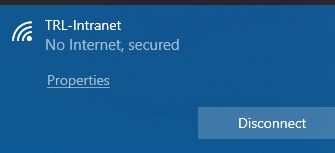 TRL-Intranet
No Internet, secured
Properties
Disconnect